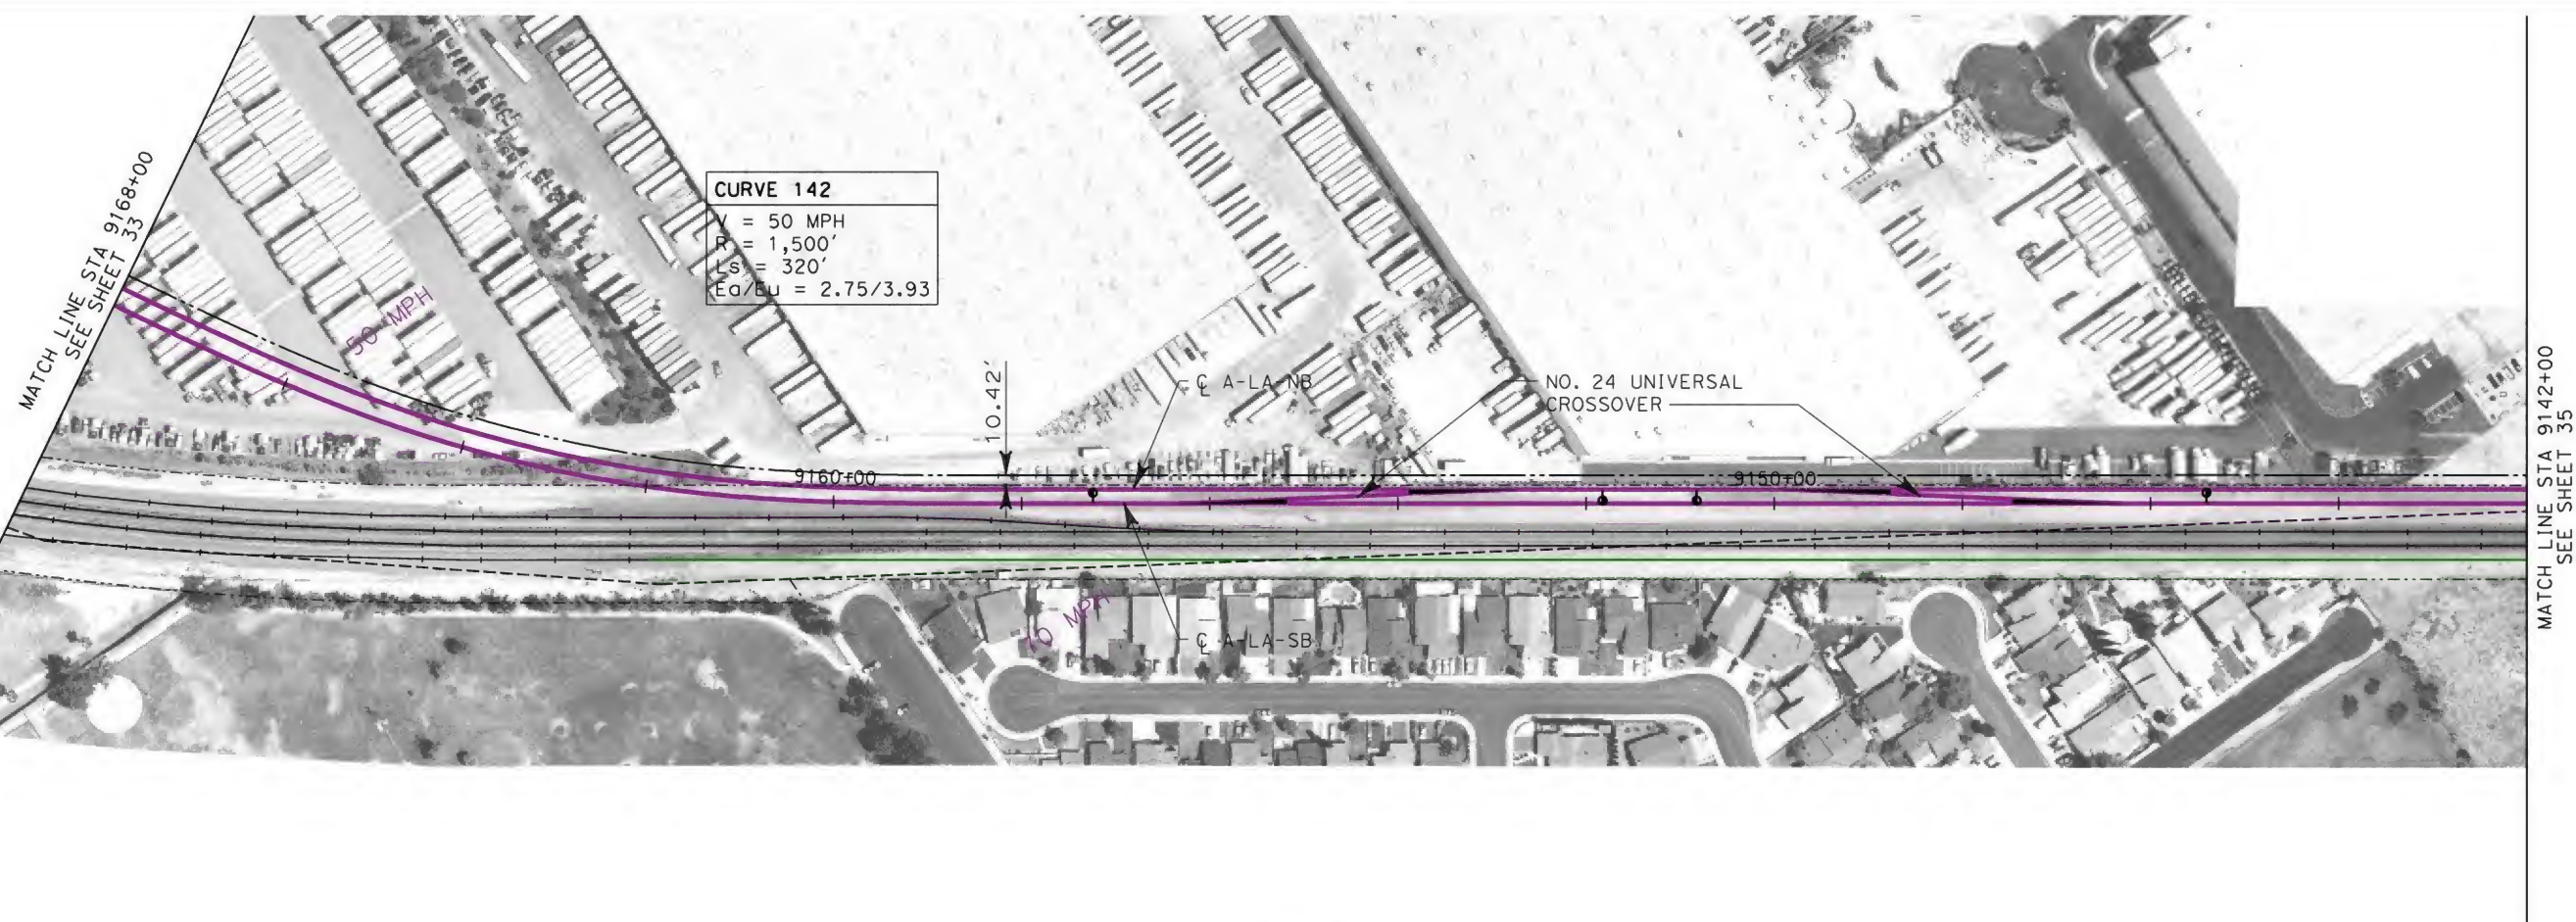 MATCH LINE STA 9168+00
SEE SHEET 33
50 MPH
CURVE 142
V = 50 MPH
R = 1,500'
Ls = 320'
Ea/Eu = 2.75/3.93
10.42'
℄ A-LA-NB
NO. 24 UNIVERSAL
CROSSOVER
9160+00
9150+00
70 MPH
℄ A-LA-SB
MATCH LINE STA 9142+00
SEE SHEET 35